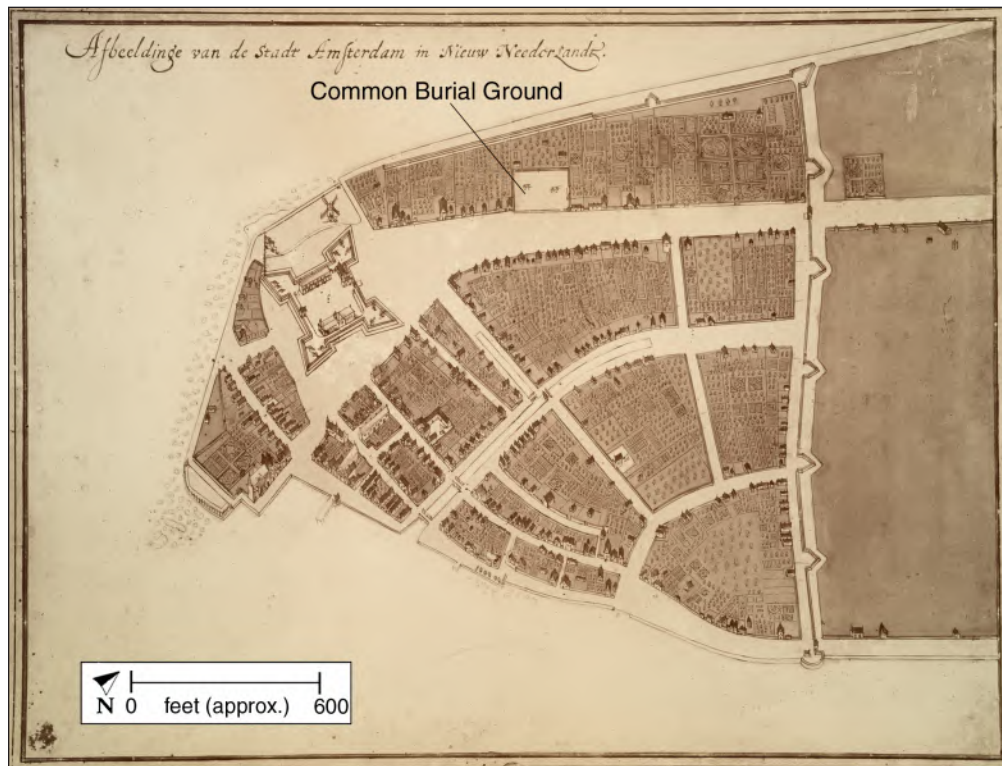 Afbeeldinge van de Stadt Amsterdam in Nieuw Neederlandt.
Common Burial Ground
N 0 feet (approx.) 600